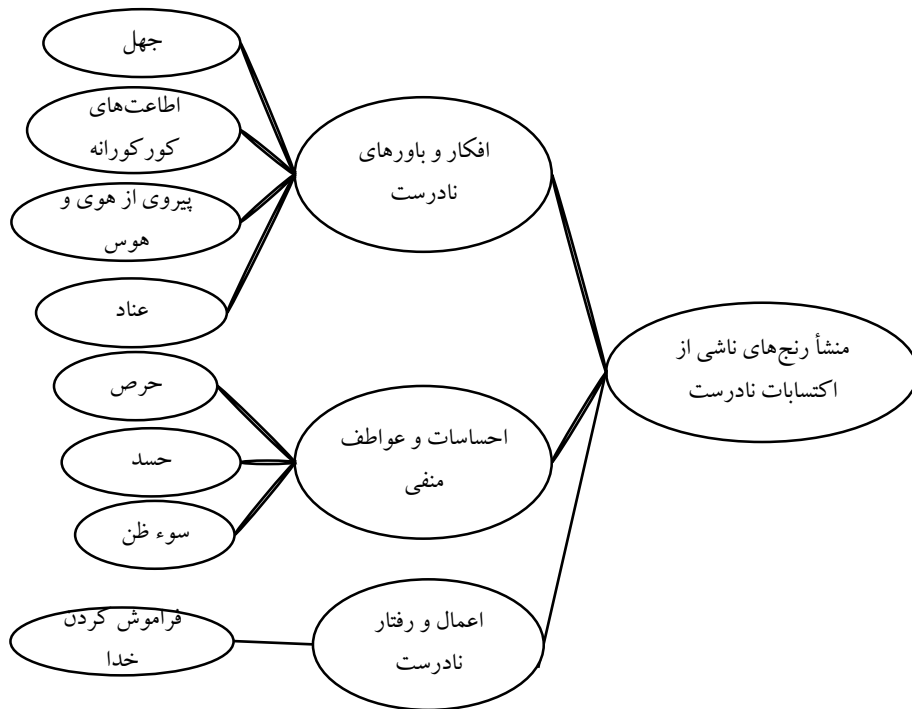 منشأ رنج‌های ناشی از
اکتسابات نادرست
افکار و باورهای
نادرست
جهل
اطاعت‌های
کورکورانه
پیروی از هوی و
هوس
عناد
احساسات و عواطف
منفی
حرص
حسد
سوء ظن
اعمال و رفتار
نادرست
فراموش کردن
خدا